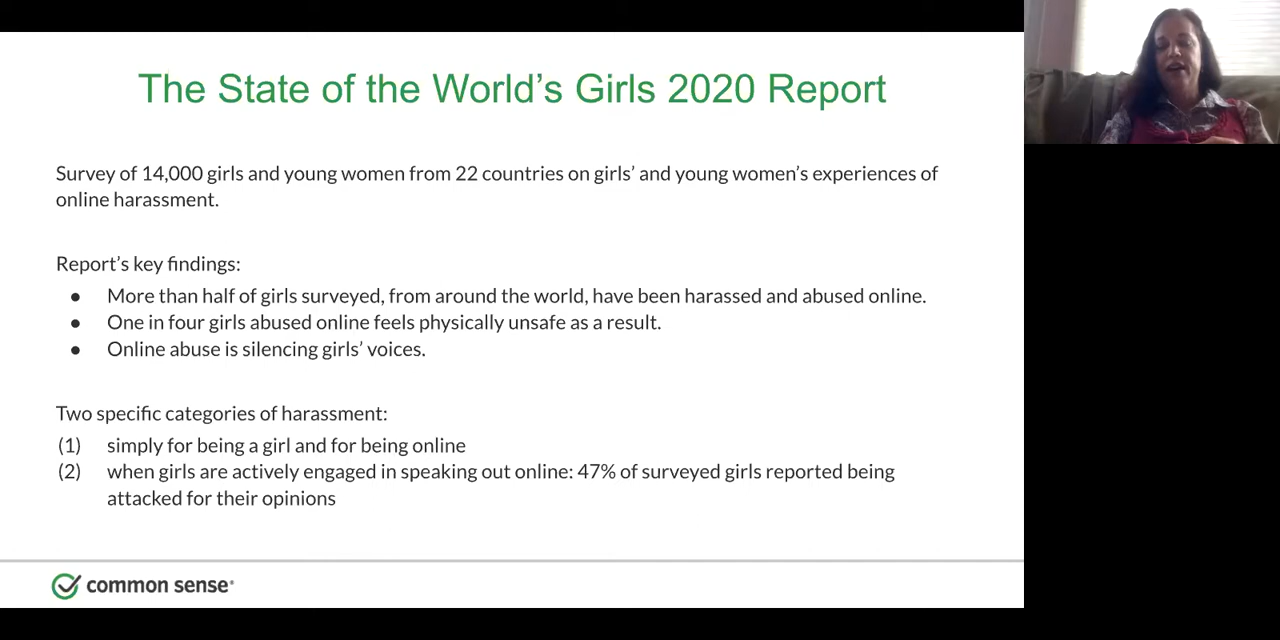 The State of the World’s Girls 2020 Report
Survey of 14,000 girls and young women from 22 countries on girls’ and young women’s experiences of
online harassment.
Report’s key findings:
● More than half of girls surveyed, from around the world, have been harassed and abused online.
● One in four girls abused online feels physically unsafe as a result.
● Online abuse is silencing girls’ voices.
Two specific categories of harassment:
(1) simply for being a girl and for being online
(2) when girls are actively engaged in speaking out online: 47% of surveyed girls reported being
attacked for their opinions
common sense®